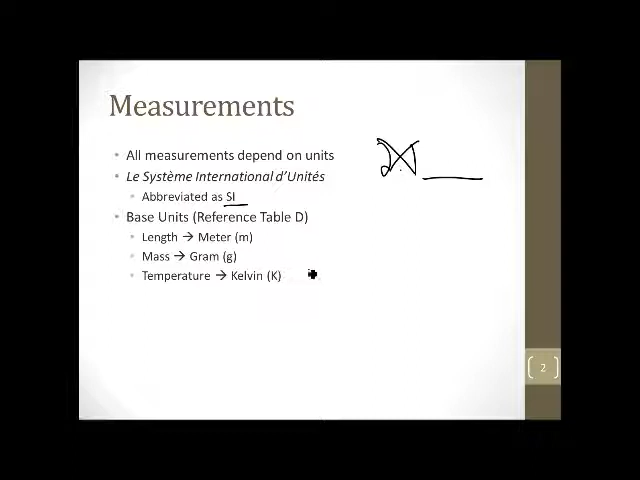 Measurements
• All measurements depend on units
• Le Système International d'Unités
• Abbreviated as SI
• Base Units (Reference Table D)
• Length → Meter (m)
• Mass → Gram (g)
• Temperature → Kelvin (K)
2